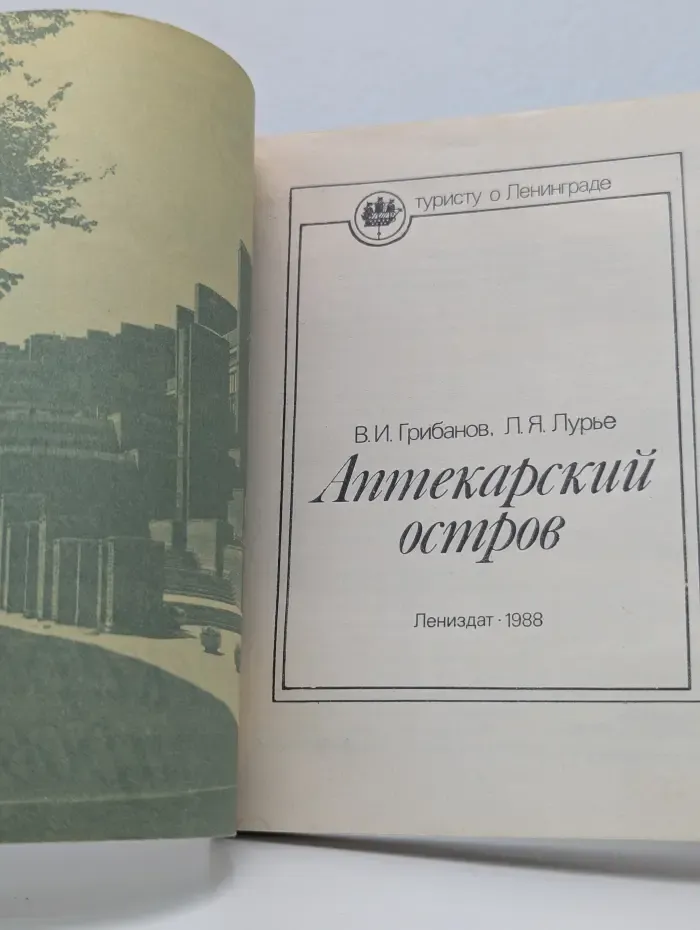 туристу о Ленинграде
В.И.Грибанов, Л.Я.Лурье
Аптекарский
остров
Лениздат · 1988